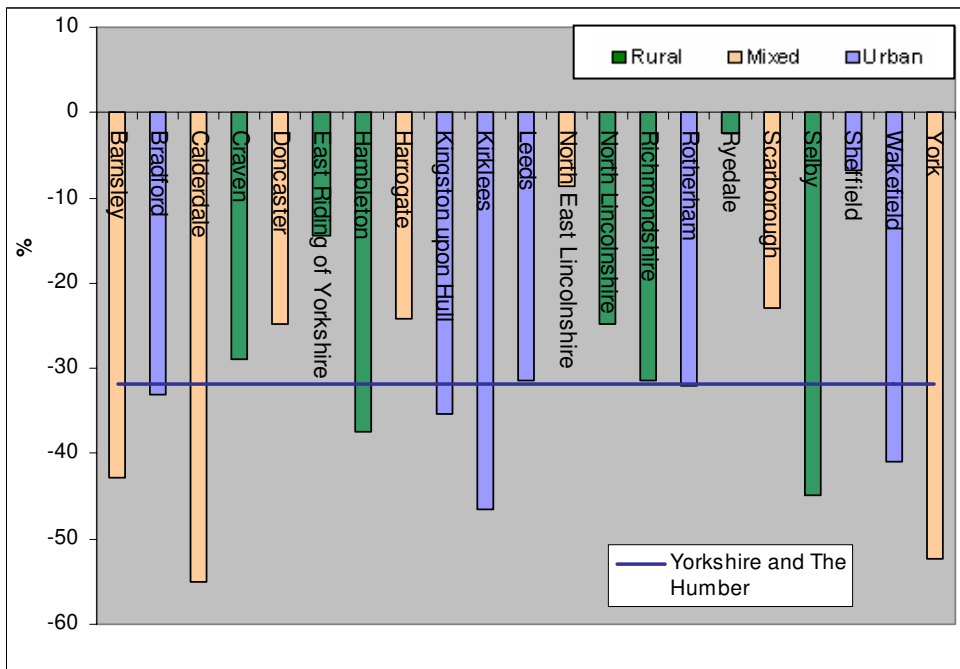 10
0
-10
-20
-30
-40
-50
-60
%
Rural Mixed Urban
Barnsley
Bradford
Calderdale
Craven
Doncaster
East Riding of Yorkshire
Hambleton
Harrogate
Kingston upon Hull
Kirklees
Leeds
North East Lincolnshire
North Lincolnshire
Richmondshire
Rotherham
Ryedale
Scarborough
Selby
Sheffield
Wakefield
York
Yorkshire and The
Humber